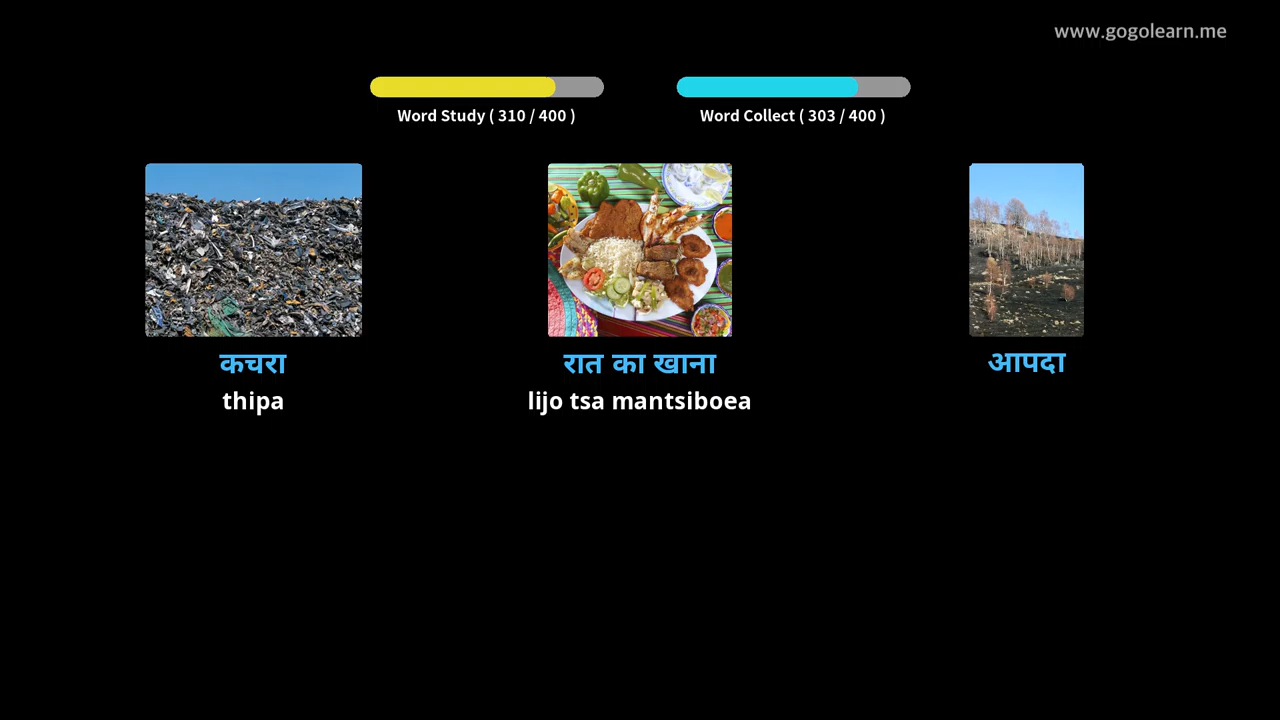 www.gogolearn.me
Word Study ( 310 / 400 )
Word Collect ( 303 / 400 )
कचरा
thipa
रात का खाना
lijo tsa mantsiboea
आपदा